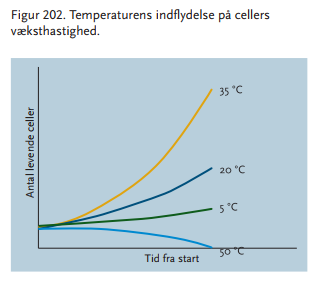 Figur 202. Temperaturens indflydelse på cellers
væksthastighed.
Antal levende celler
35 °C
20 °C
5 °C
50 °C
Tid fra start